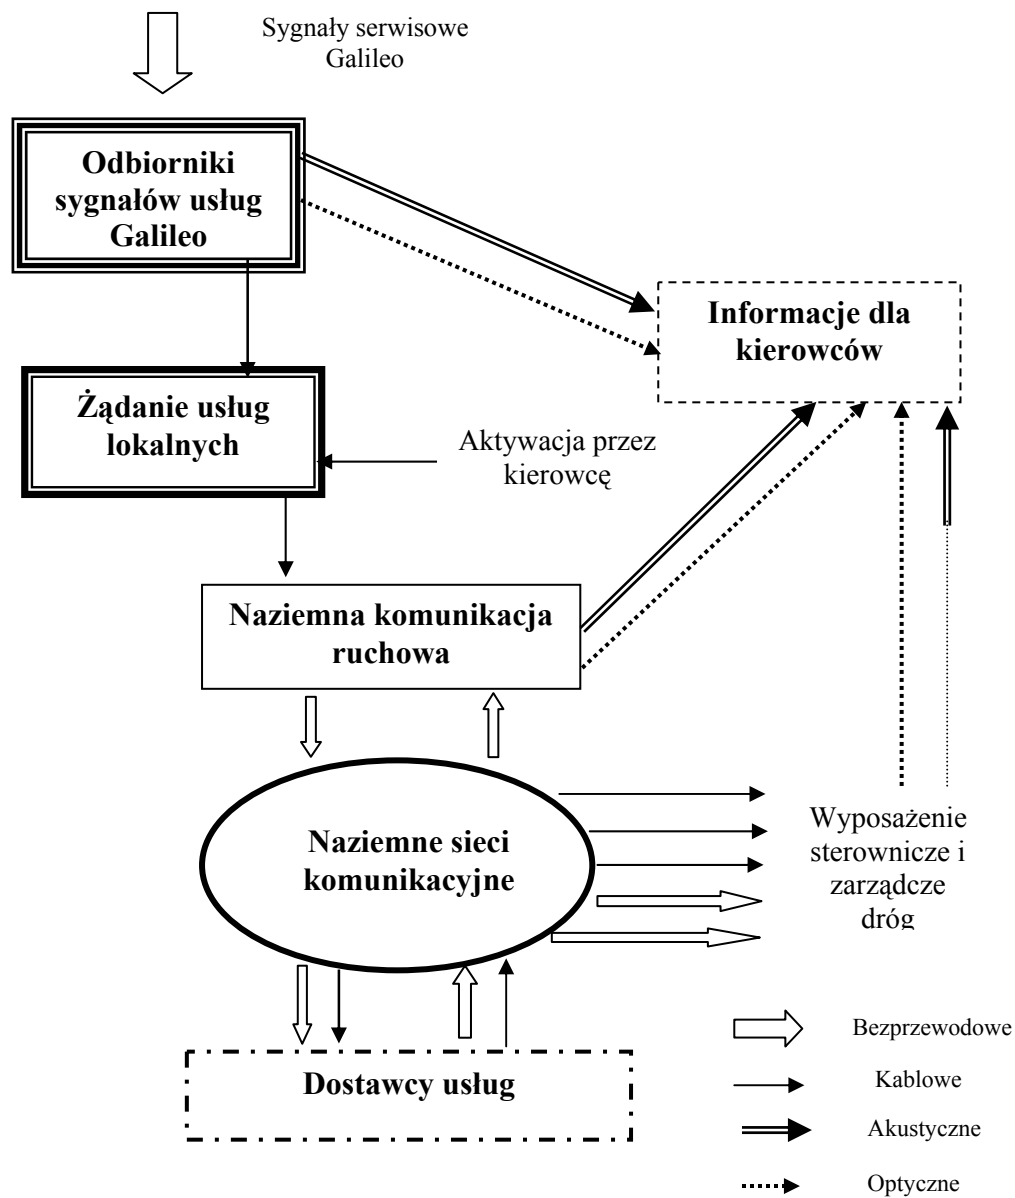 Sygnały serwisowe
Galileo
Odbiorniki
sygnałów usług
Galileo
Informacje dla
kierowców
Żądanie usług
lokalnych
Aktywacja przez
kierowcę
Naziemna komunikacja
ruchowa
Naziemne sieci
komunikacyjne
Wyposażenie
sterownicze i
zarządcze
dróg
Dostawcy usług
Bezprzewodowe
Kablowe
Akustyczne
Optyczne